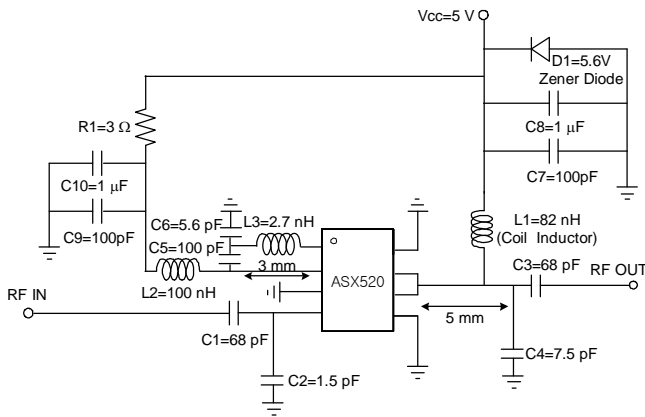 Vcc=5 V
D1=5.6V
Zener Diode
R1=3 Ω
C8=1 μF
C10=1 μF
C7=100pF
C9=100pF
C6=5.6 pF
L3=2.7 nH
C5=100 pF
L1=82 nH
(Coil Inductor)
3 mm
ASX520
L2=100 nH
C3=68 pF
RF OUT
RF IN
5 mm
C1=68 pF
C4=7.5 pF
C2=1.5 pF